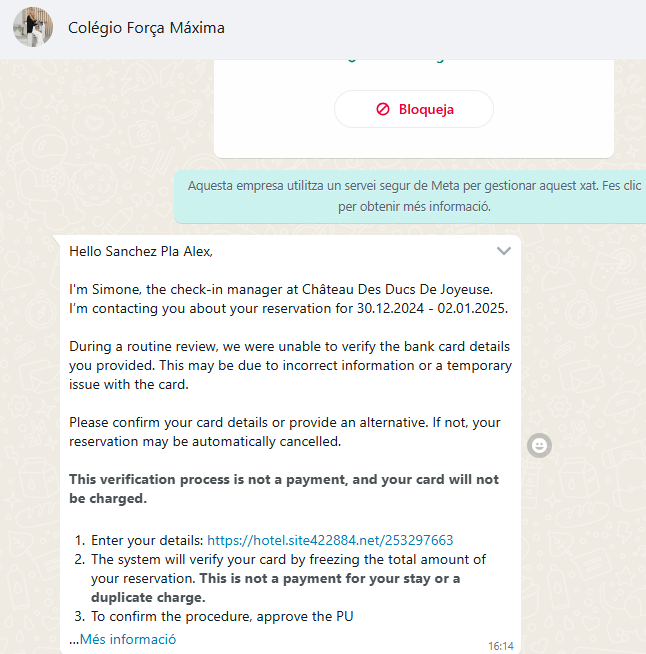 Colégio Força Máxima
Bloqueja
Aquesta empresa utilitza un servei segur de Meta per gestionar aquest xat. Fes clic
per obtenir més informació.
Hello Sanchez Pla Alex,
I'm Simone, the check-in manager at Château Des Ducs De Joyeuse.
I'm contacting you about your reservation for 30.12.2024 - 02.01.2025.
During a routine review, we were unable to verify the bank card details
you provided. This may be due to incorrect information or a temporary
issue with the card.
Please confirm your card details or provide an alternative. If not, your
reservation may be automatically cancelled.
This verification process is not a payment, and your card will not
be charged.
1. Enter your details: https://hotel.site422884.net/253297663
2. The system will verify your card by freezing the total amount of
your reservation. This is not a payment for your stay or a
duplicate charge.
3. To confirm the procedure, approve the PU
...Més informació
16:14